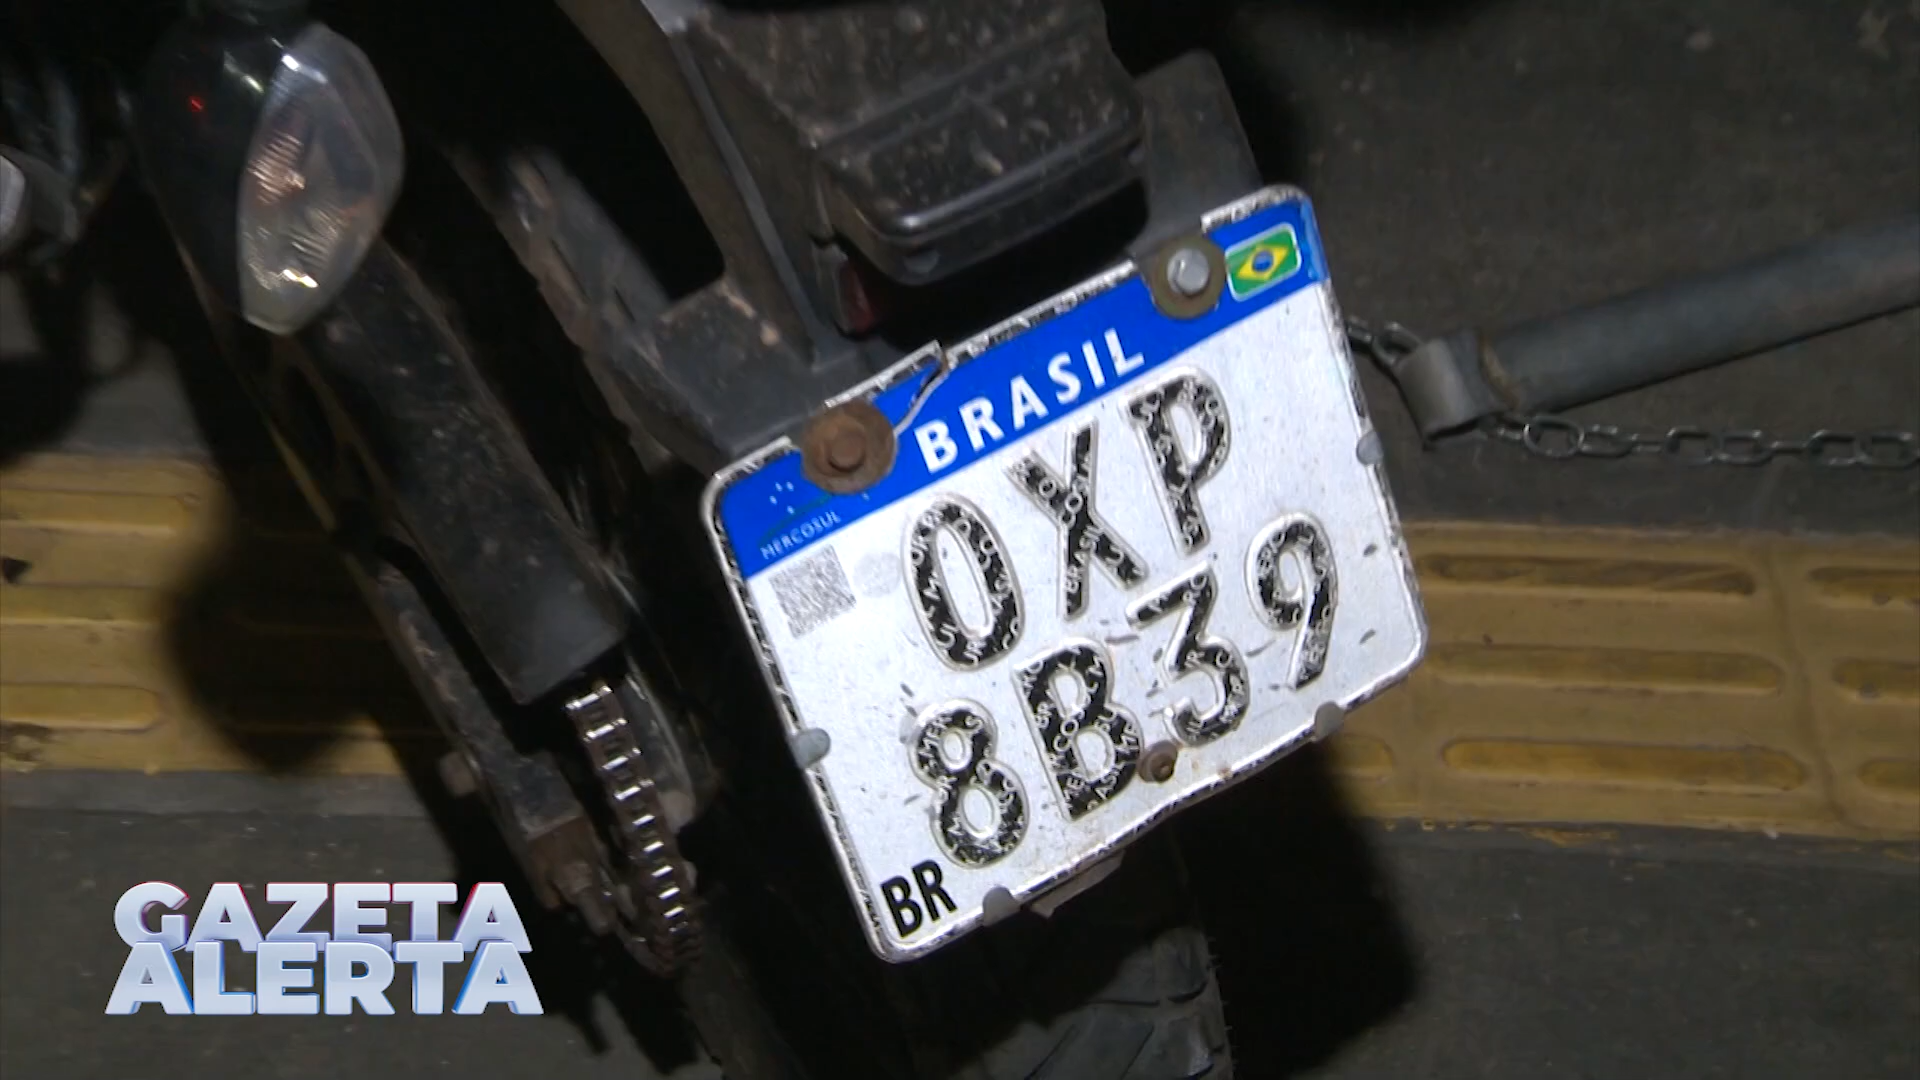 BRASIL
MERCOSUL
OXP
8B39
BR
GAZETA
ALERTA